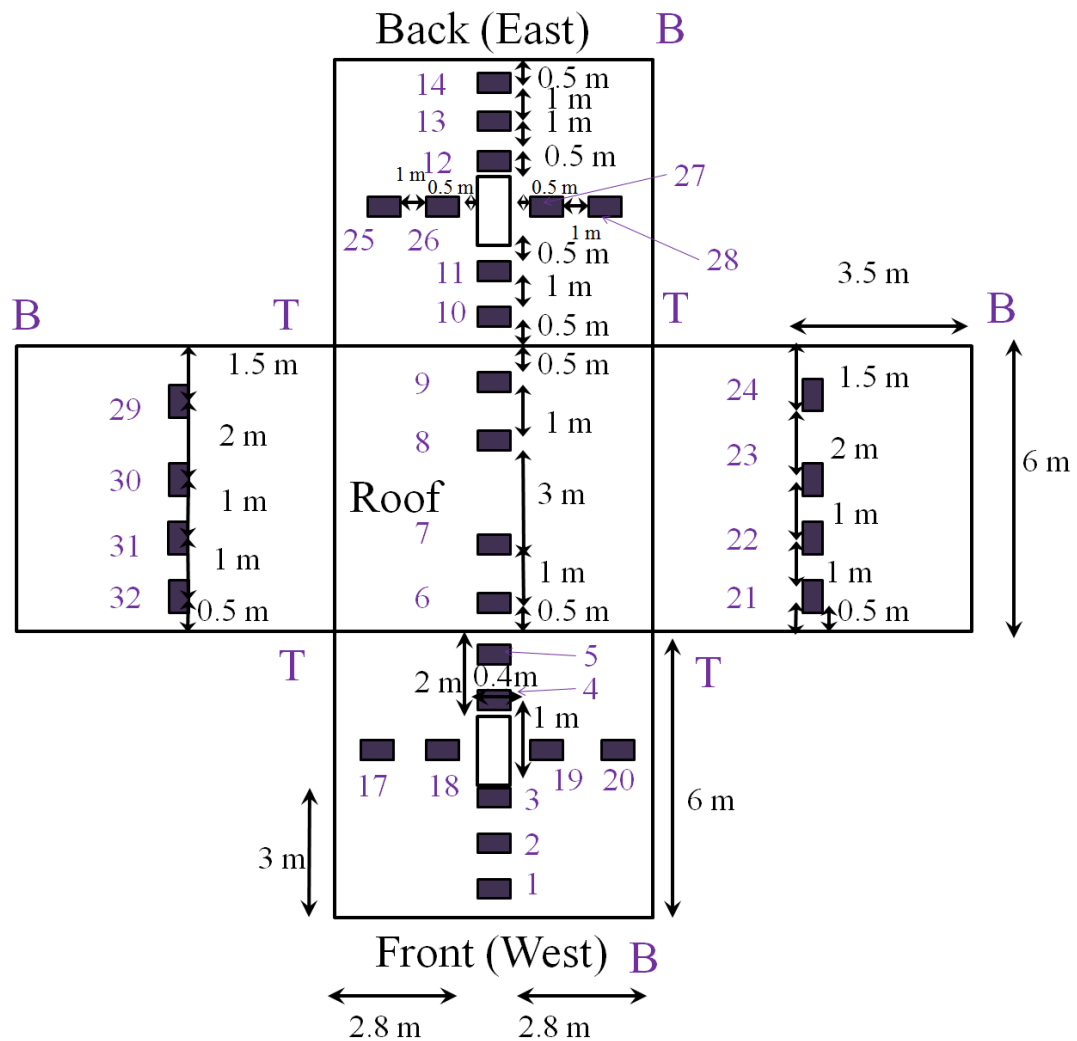 Back (East) B
14 0.5 m
1 m
13 1 m
12 0.5 m
1 m 0.5 m 0.5 m 27
25 26 1 m 28
0.5 m
11 1 m
10 0.5 m
3.5 m
B T T B
1.5 m 0.5 m 1.5 m
29 9 24
2 m 8 1 m 23 2 m
6 m
30 1 m Roof 3 m 1 m
31 7 22
1 m 1 m 1 m
32 0.5 m 6 0.5 m 21 0.5 m
T 5 T
2 m 0.4m 4
1 m
17 18 19 20
3 6 m
3 m 2
1
Front (West) B
2.8 m 2.8 m